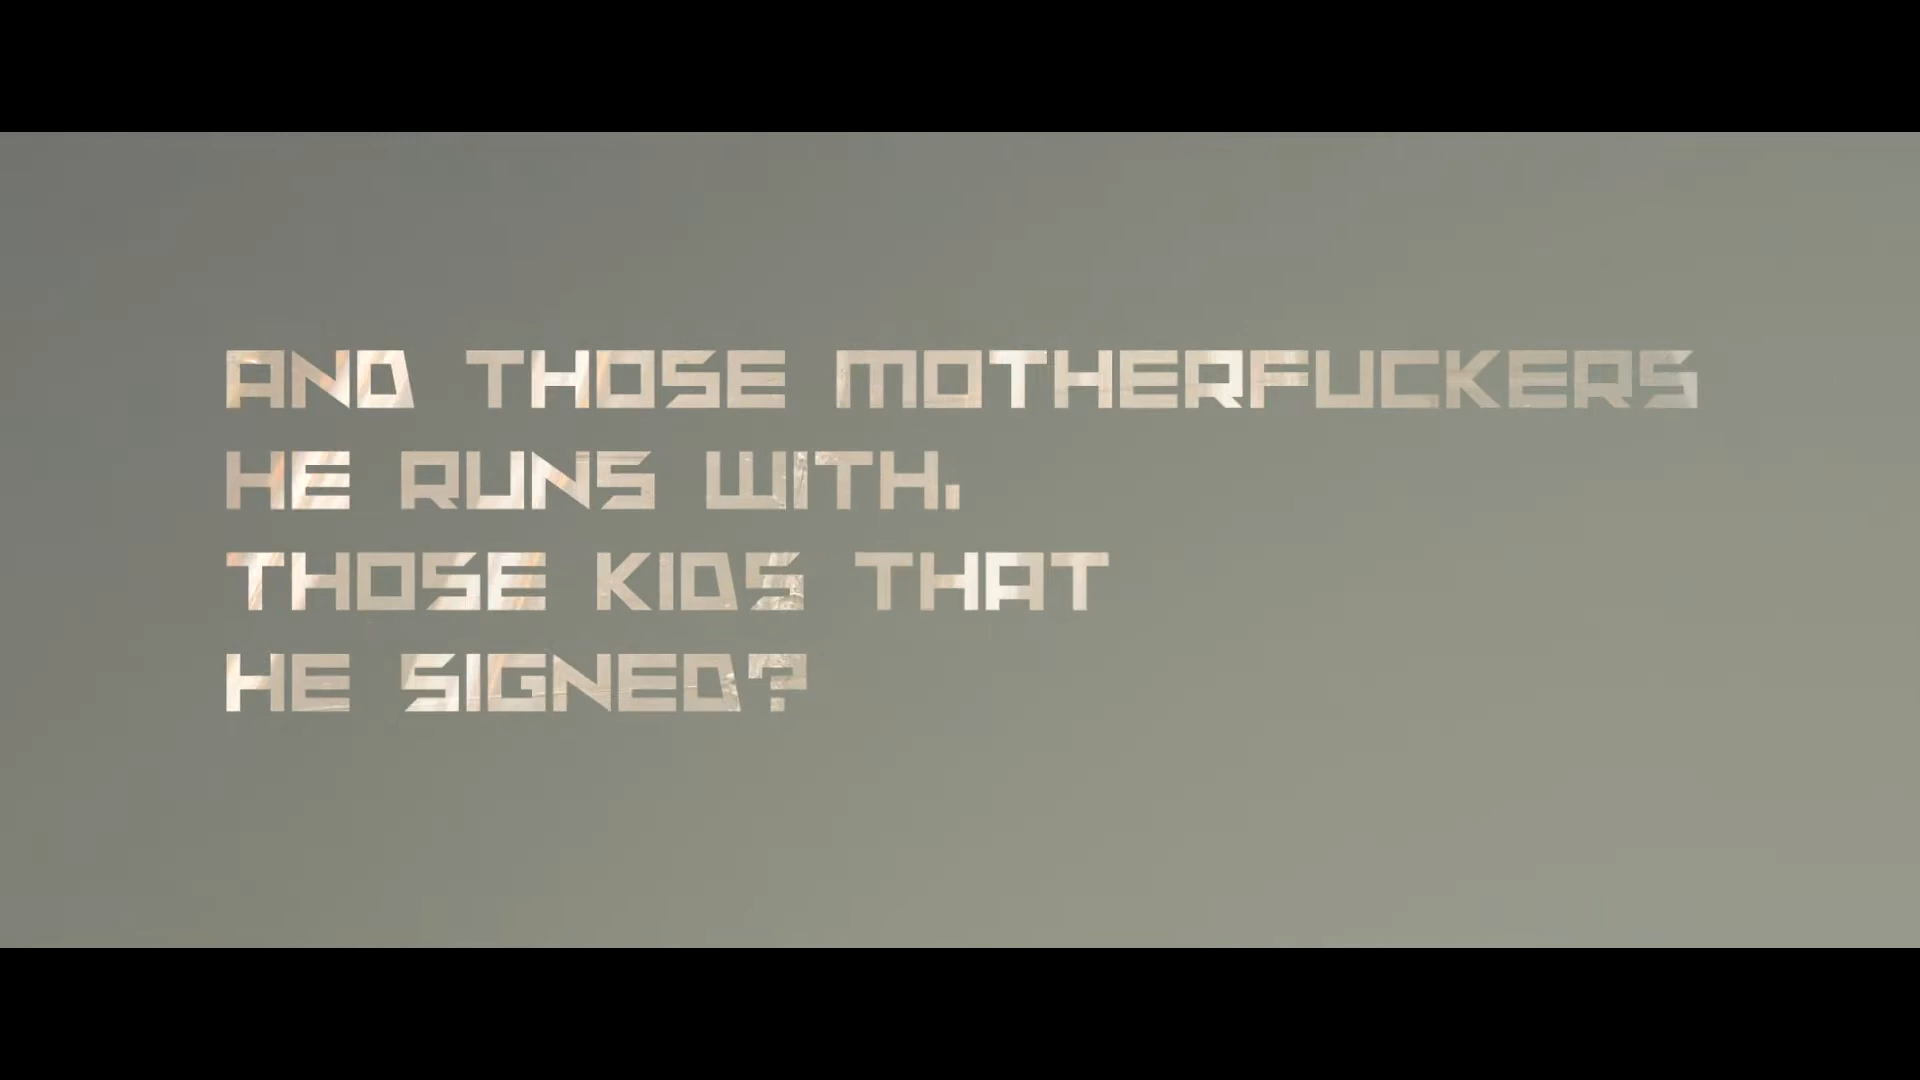 AND THOSE MOTHERFUCKERS
HE RUNS WITH,
THOSE KIDS THAT
HE SIGNED?